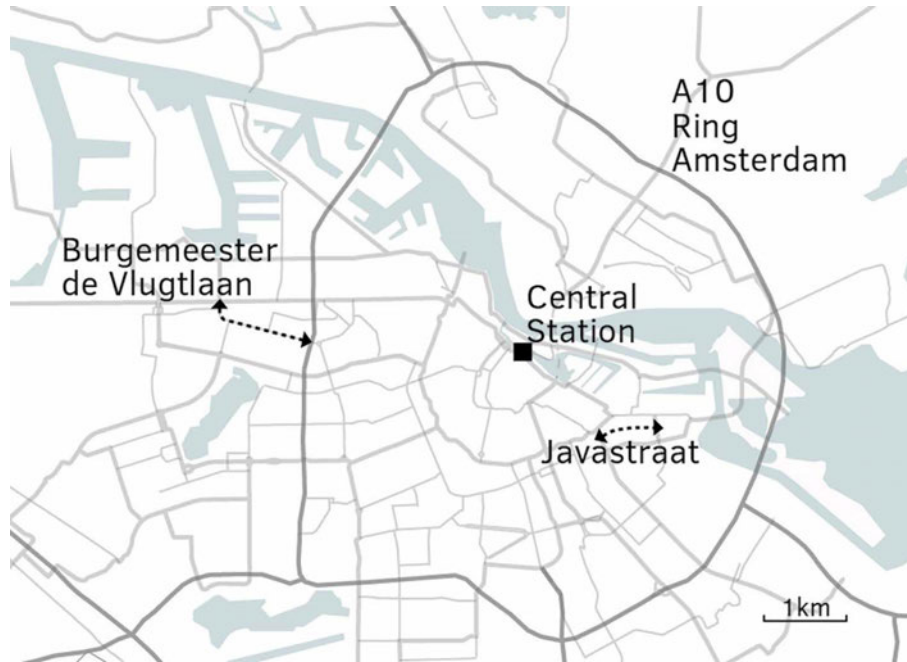 A10
Ring
Amsterdam
Burgemeester
de Vlugtlaan
Central
Station
Javastraat
1km